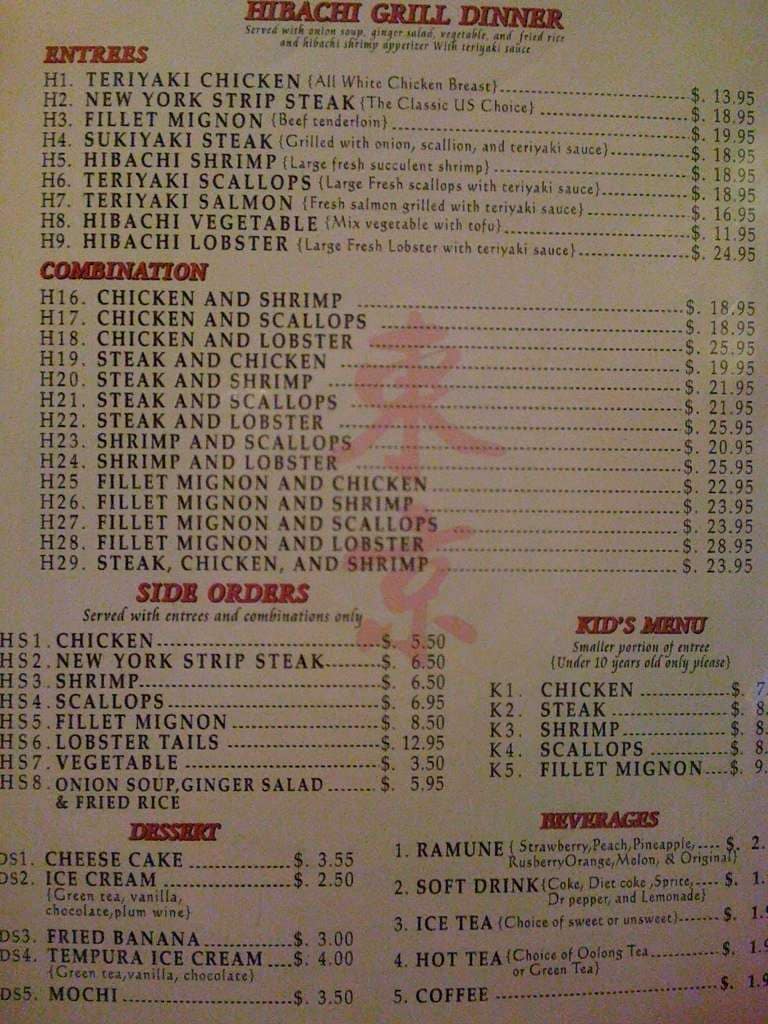 HIBACHI GRILL DINNER
Served with onion soup, ginger salad, vegetable, and fried rice
and hibachi shrimp appetizer With teriyaki sauce
ENTREES
H1. TERIYAKI CHICKEN {All White Chicken Breast} $. 13.95
H2. NEW YORK STRIP STEAK {The Classic US Choice} $. 18.95
H3. FILLET MIGNON {Beef tenderloin} $. 19.95
H4. SUKIYAKI STEAK {Grilled with onion, scallion, and teriyaki sauce} $. 18.95
H5. HIBACHI SHRIMP {Large fresh succulent shrimp} $. 18.95
H6. TERIYAKI SCALLOPS {Large Fresh scallops with teriyaki sauce} $. 18.95
H7. TERIYAKI SALMON {Fresh salmon grilled with teriyaki sauce} $. 16.95
H8. HIBACHI VEGETABLE {Mix vegetable with tofu} $. 11.95
H9. HIBACHI LOBSTER {Large Fresh Lobster with teriyaki sauce} $. 24.95
COMBINATION
H16. CHICKEN AND SHRIMP $. 18.95
H17. CHICKEN AND SCALLOPS $. 18.95
H18. CHICKEN AND LOBSTER $. 25.95
H19. STEAK AND CHICKEN $. 19.95
H20. STEAK AND SHRIMP $. 21.95
H21. STEAK AND SCALLOPS $. 21.95
H22. STEAK AND LOBSTER $. 25.95
H23. SHRIMP AND SCALLOPS $. 20.95
H24. SHRIMP AND LOBSTER $. 25.95
H25 FILLET MIGNON AND CHICKEN $. 22.95
H26. FILLET MIGNON AND SHRIMP $. 23.95
H27. FILLET MIGNON AND SCALLOPS $. 23.95
H28. FILLET MIGNON AND LOBSTER $. 28.95
H29. STEAK, CHICKEN, AND SHRIMP $. 23.95
東京
SIDE ORDERS
Served with entrees and combinations only
HS1. CHICKEN $. 5.50
HS2. NEW YORK STRIP STEAK $. 6.50
HS3. SHRIMP $. 6.50
HS4. SCALLOPS $. 6.95
HS5. FILLET MIGNON $. 8.50
HS6. LOBSTER TAILS $. 12.95
HS7. VEGETABLE $. 3.50
HS8. ONION SOUP, GINGER SALAD $. 5.95
& FRIED RICE
KID'S MENU
Smaller portion of entree
{Under 10 years old only please}
K1. CHICKEN $. 7.
K2. STEAK $. 8.
K3. SHRIMP $. 8.
K4. SCALLOPS $. 8.
K5. FILLET MIGNON $. 9.
DESSERT
DS1. CHEESE CAKE $. 3.55
DS2. ICE CREAM $. 2.50
{Green tea, vanilla,
chocolate,plum wine}
DS3. FRIED BANANA $. 3.00
DS4. TEMPURA ICE CREAM $. 4.00
{Green tea,vanilla, chocolate}
DS5. MOCHI $. 3.50
BEVERAGES
1. RAMUNE { Strawberry,Peach,Pineapple, $. 2.
RusberryOrange,Melon, & Original}
2. SOFT DRINK {Coke, Diet coke ,Sprite, $. 1.
Dr pepper, and Lemonade}
3. ICE TEA {Choice of sweet or unsweet} $. 1.9
4. HOT TEA {Choice of Oolong Tea $. 1.9
or Green Tea}
5. COFFEE $. 1.9